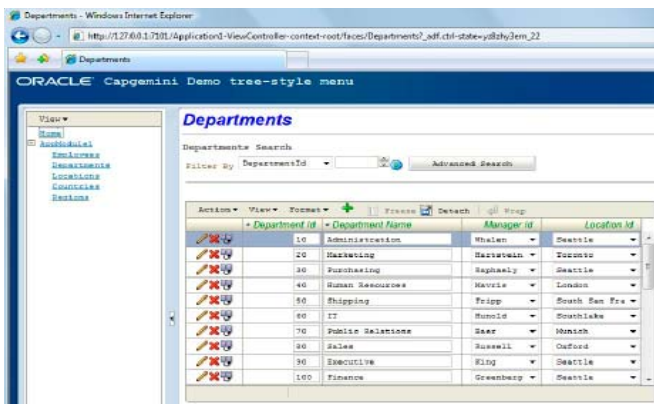 Departments - Windows Internet Explorer
http://127.0.0.1:7101/Application1-ViewController-context-root/faces/Departments?_adf.ctrl-state=yz8zhy3ern_22
Departments
ORACLE Capgemini Demo tree-style menu
View
Home
AppModule1
Employees
Departments
Locations
Countries
Regions
Departments
Departments Search
Filter By DepartmentId Advanced Search
Action View Format Freeze Detach Wrap
* Department Id * Department Name Manager Id Location Id
10 Administration Whalen Seattle
20 Marketing Hartstein Toronto
30 Purchasing Raphaely Seattle
40 Human Resources Mavris London
50 Shipping Fripp South San Fra
60 IT Hunold Southlake
70 Public Relations Baer Munich
80 Sales Russell Oxford
90 Executive King Seattle
100 Finance Greenberg Seattle